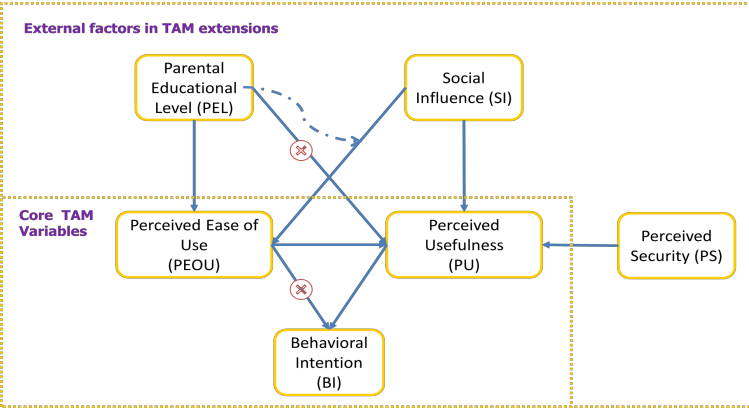 External factors in TAM extensions
Parental
Educational
Level (PEL)
Social
Influence (SI)
Core TAM
Variables
Perceived Ease of
Use
(PEOU)
Perceived
Usefulness
(PU)
Perceived
Security (PS)
Behavioral
Intention
(BI)